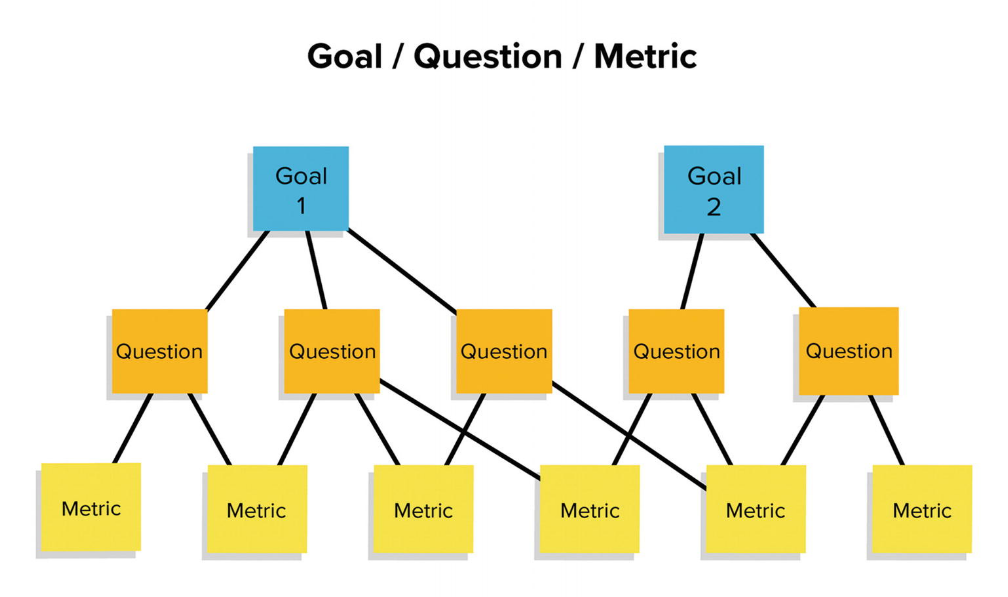 Goal / Question / Metric
Goal
1
Goal
2
Question
Question
Question
Question
Question
Metric
Metric
Metric
Metric
Metric
Metric